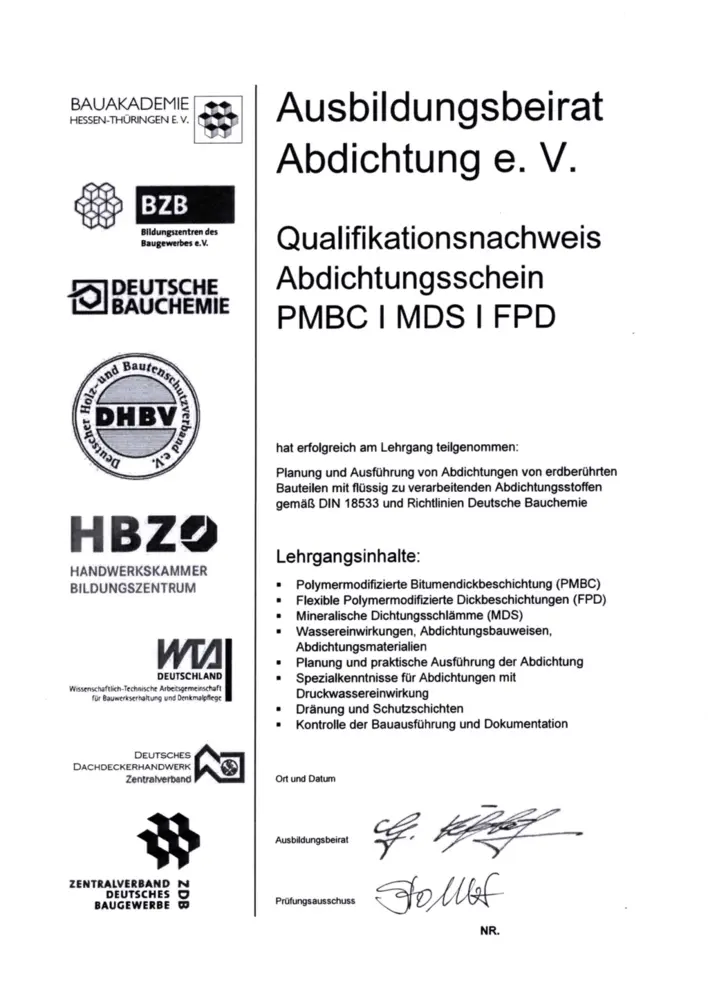 BAUAKADEMIE
HESSEN-THÜRINGEN E. V.
BZB
Bildungszentren des
Baugewerbes e.V.
DEUTSCHE
BAUCHEMIE
Deutscher Holz- und Bautenschutzverband e.V.
DHBV
HBZ
HANDWERKSKAMMER
BILDUNGSZENTRUM
WTA
DEUTSCHLAND
Wissenschaftlich-Technische Arbeitsgemeinschaft
für Bauwerkserhaltung und Denkmalpflege
DEUTSCHES
DACHDECKERHANDWERK
Zentralverband
ZENTRALVERBAND
DEUTSCHES
BAUGEWERBE
ZDB
Ausbildungsbeirat
Abdichtung e. V.
Qualifikationsnachweis
Abdichtungsschein
PMBC I MDS I FPD
hat erfolgreich am Lehrgang teilgenommen:
Planung und Ausführung von Abdichtungen von erdberührten
Bauteilen mit flüssig zu verarbeitenden Abdichtungsstoffen
gemäß DIN 18533 und Richtlinien Deutsche Bauchemie
Lehrgangsinhalte:
▪ Polymermodifizierte Bitumendickbeschichtung (PMBC)
▪ Flexible Polymermodifizierte Dickbeschichtungen (FPD)
▪ Mineralische Dichtungsschlämme (MDS)
▪ Wassereinwirkungen, Abdichtungsbauweisen,
Abdichtungsmaterialien
▪ Planung und praktische Ausführung der Abdichtung
▪ Spezialkenntnisse für Abdichtungen mit
Druckwassereinwirkung
▪ Dränung und Schutzschichten
▪ Kontrolle der Bauausführung und Dokumentation
Ort und Datum
Ausbildungsbeirat
Prüfungsausschuss
NR.